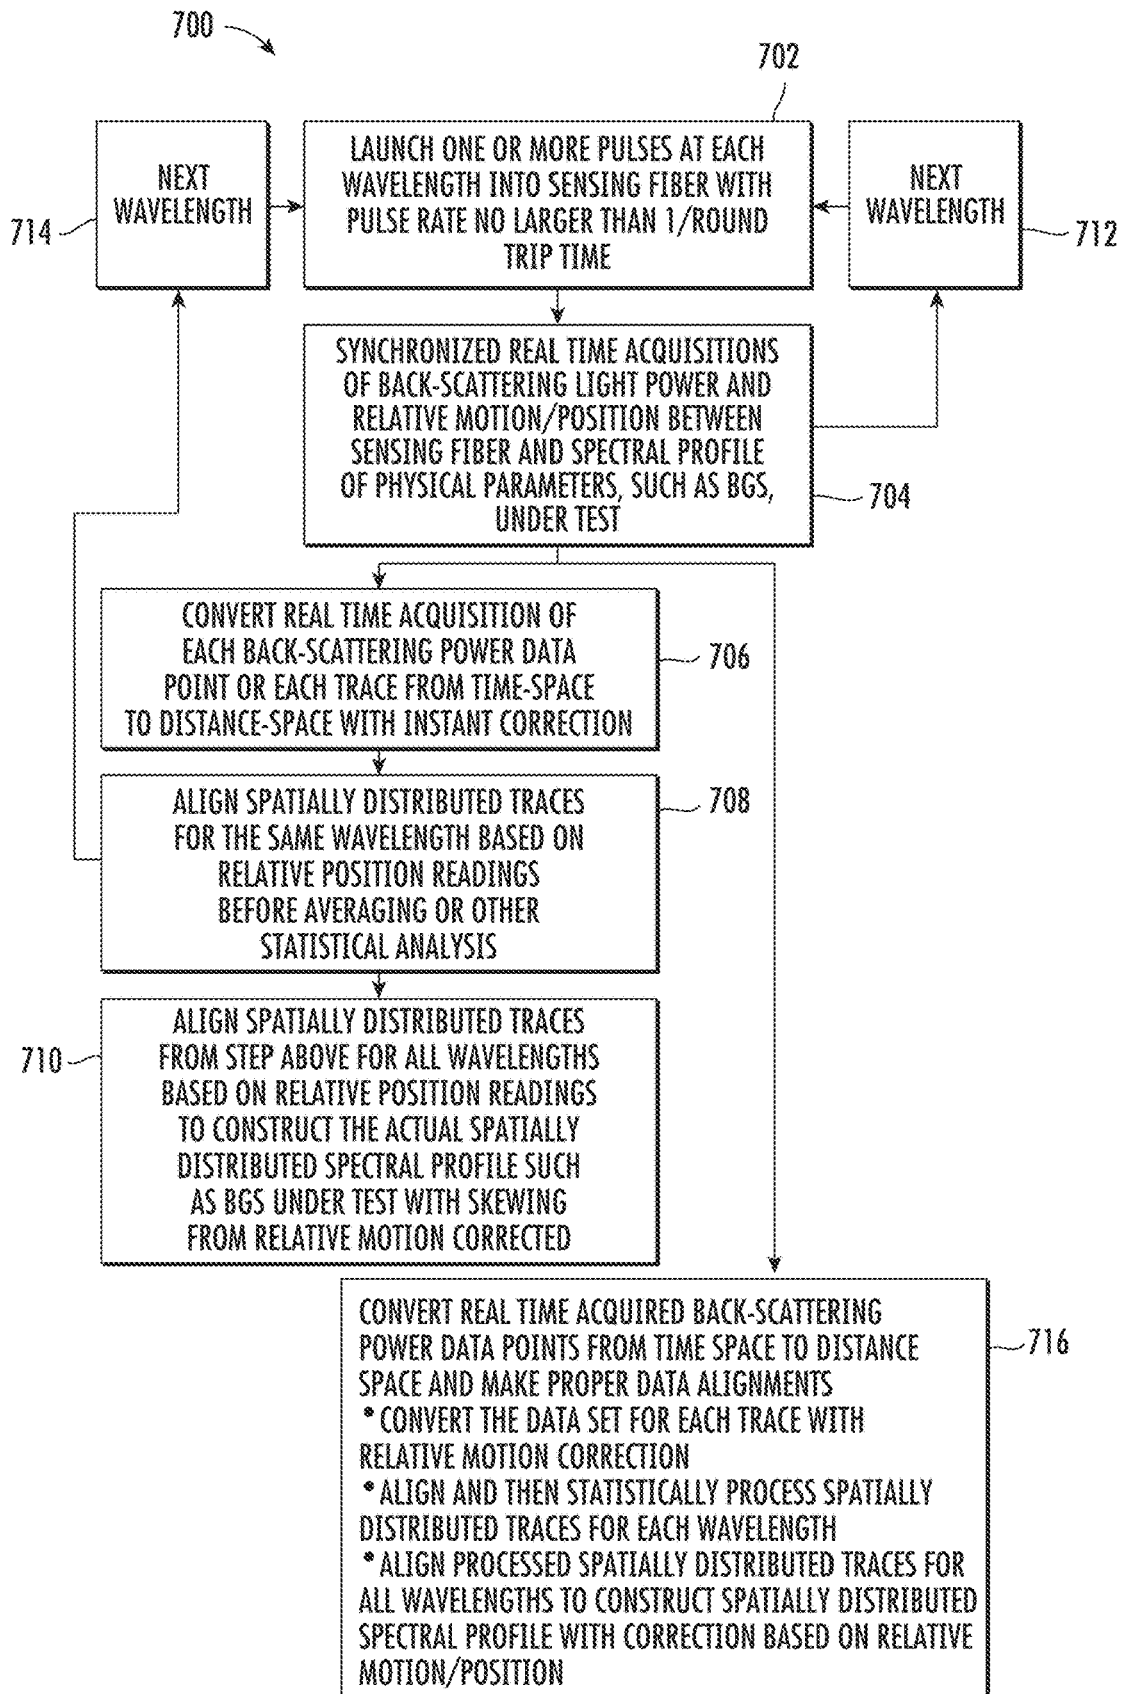 700
702
NEXT
WAVELENGTH
714
LAUNCH ONE OR MORE PULSES AT EACH
WAVELENGTH INTO SENSING FIBER WITH
PULSE RATE NO LARGER THAN 1/ROUND
TRIP TIME
NEXT
WAVELENGTH
712
SYNCHRONIZED REAL TIME ACQUISITIONS
OF BACK-SCATTERING LIGHT POWER AND
RELATIVE MOTION/POSITION BETWEEN
SENSING FIBER AND SPECTRAL PROFILE
OF PHYSICAL PARAMETERS, SUCH AS BGS,
UNDER TEST
704
CONVERT REAL TIME ACQUISITION OF
EACH BACK-SCATTERING POWER DATA
POINT OR EACH TRACE FROM TIME-SPACE
TO DISTANCE-SPACE WITH INSTANT CORRECTION
706
ALIGN SPATIALLY DISTRIBUTED TRACES
FOR THE SAME WAVELENGTH BASED ON
RELATIVE POSITION READINGS
BEFORE AVERAGING OR OTHER
STATISTICAL ANALYSIS
708
710
ALIGN SPATIALLY DISTRIBUTED TRACES
FROM STEP ABOVE FOR ALL WAVELENGTHS
BASED ON RELATIVE POSITION READINGS
TO CONSTRUCT THE ACTUAL SPATIALLY
DISTRIBUTED SPECTRAL PROFILE SUCH
AS BGS UNDER TEST WITH SKEWING
FROM RELATIVE MOTION CORRECTED
CONVERT REAL TIME ACQUIRED BACK-SCATTERING
POWER DATA POINTS FROM TIME SPACE TO DISTANCE
SPACE AND MAKE PROPER DATA ALIGNMENTS
•CONVERT THE DATA SET FOR EACH TRACE WITH
RELATIVE MOTION CORRECTION
•ALIGN AND THEN STATISTICALLY PROCESS SPATIALLY
DISTRIBUTED TRACES FOR EACH WAVELENGTH
•ALIGN PROCESSED SPATIALLY DISTRIBUTED TRACES FOR
ALL WAVELENGTHS TO CONSTRUCT SPATIALLY DISTRIBUTED
SPECTRAL PROFILE WITH CORRECTION BASED ON RELATIVE
MOTION/POSITION
716